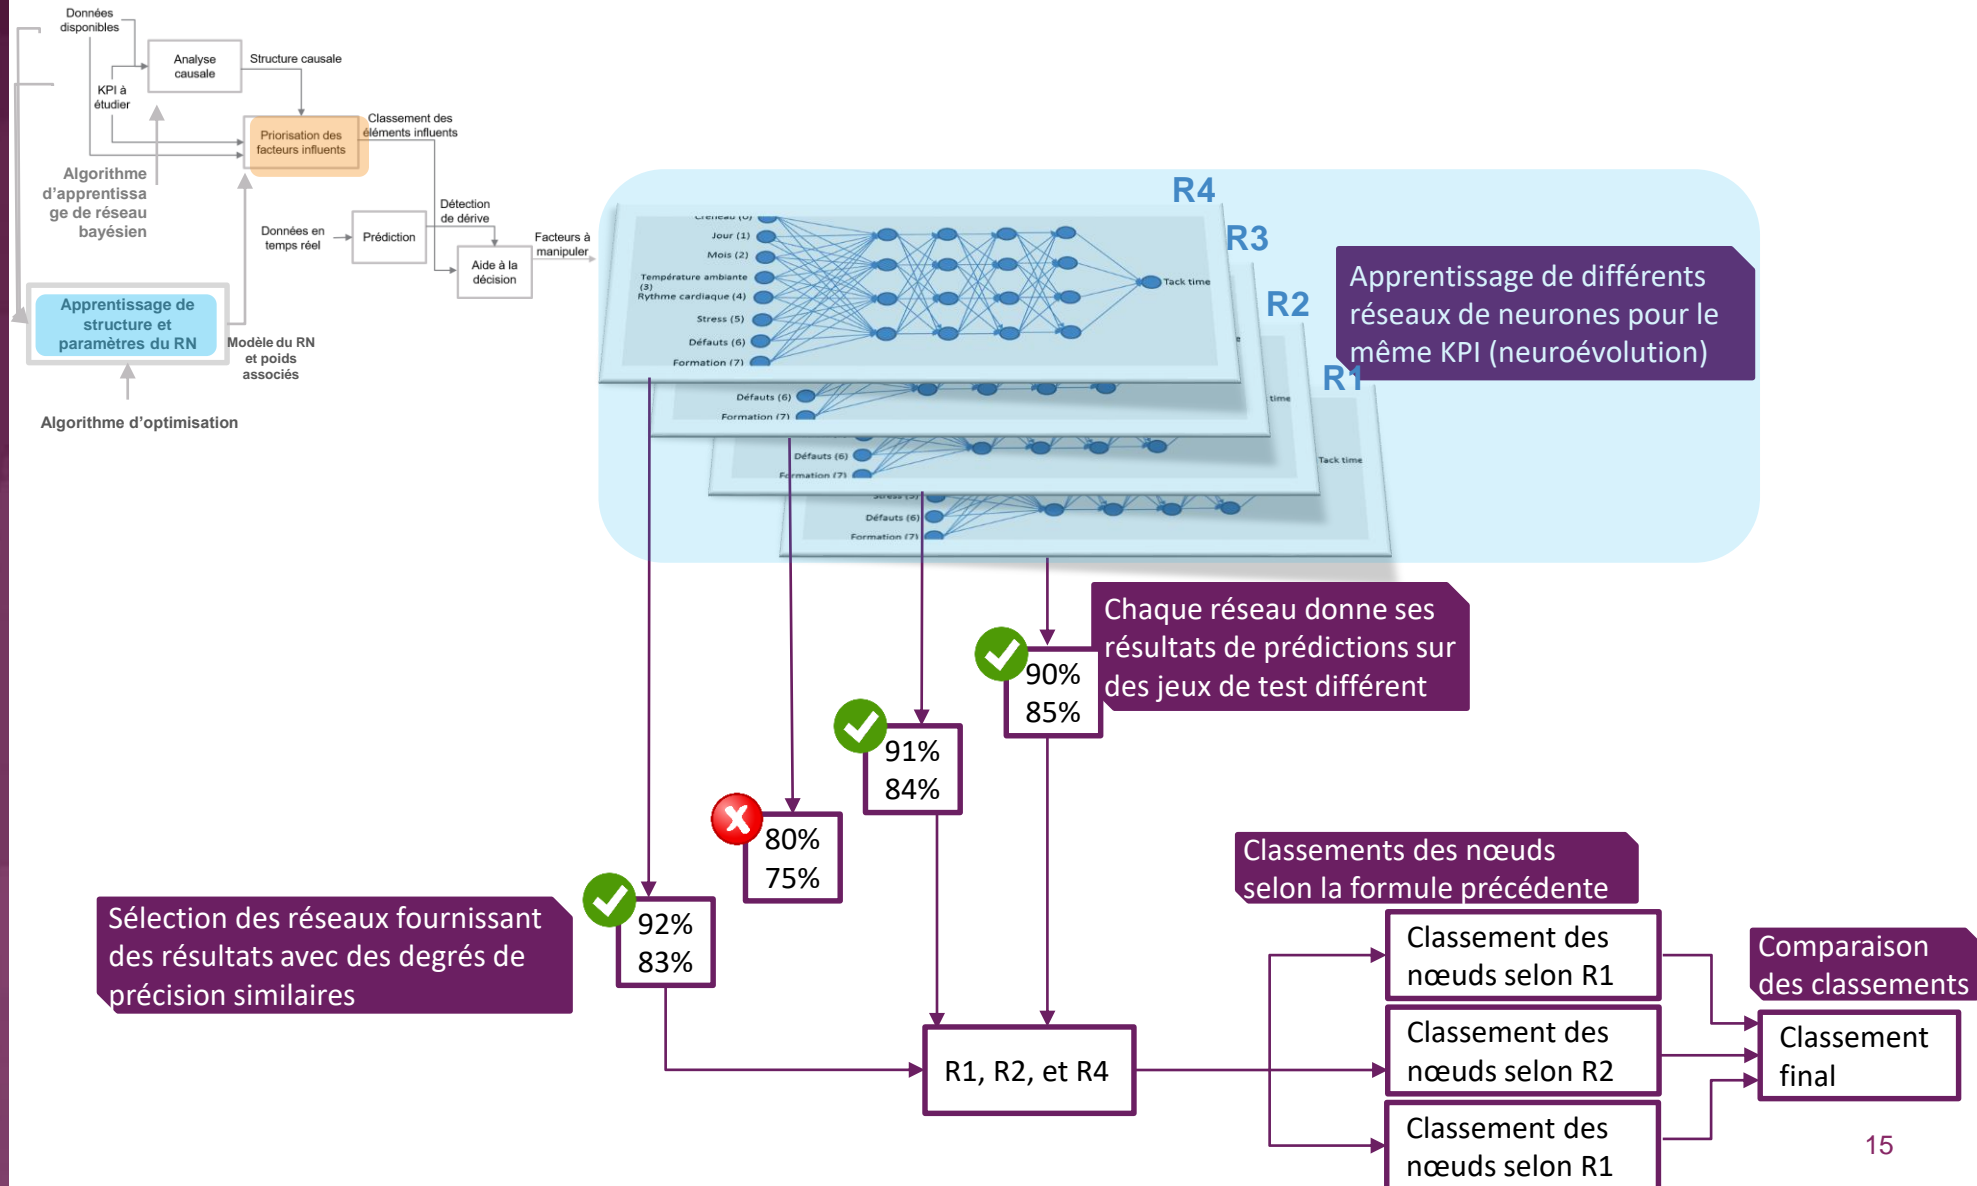 Données
disponibles
Analyse
causale
Structure causale
KPI à
étudier
Priorisation des
facteurs influents
Classement des
éléments influents
Algorithme
d'apprentissa
ge de réseau
bayésien
Données en
temps réel
Prédiction
Détection
de dérive
Aide à la
décision
Facteurs à
manipuler
Apprentissage de
structure et
paramètres du RN
Modèle du RN
et poids
associés
Algorithme d'optimisation
R4
Créneau (0)
Jour (1)
Mois (2)
Température ambiante
(3)
Rythme cardiaque (4)
Stress (5)
Défauts (6)
Formation (7)
Tack time
R3
Défauts (6)
Formation (7)
time
R2
Défauts (6)
Formation (7)
Tack time
R1
Stress (5)
Défauts (6)
Formation (7)
Apprentissage de différents
réseaux de neurones pour le
même KPI (neuroévolution)
Chaque réseau donne ses
résultats de prédictions sur
des jeux de test différent
90%
85%
91%
84%
80%
75%
92%
83%
Sélection des réseaux fournissant
des résultats avec des degrés de
précision similaires
R1, R2, et R4
Classements des nœuds
selon la formule précédente
Classement des
nœuds selon R1
Classement des
nœuds selon R2
Classement des
nœuds selon R1
Comparaison
des classements
Classement
final
15